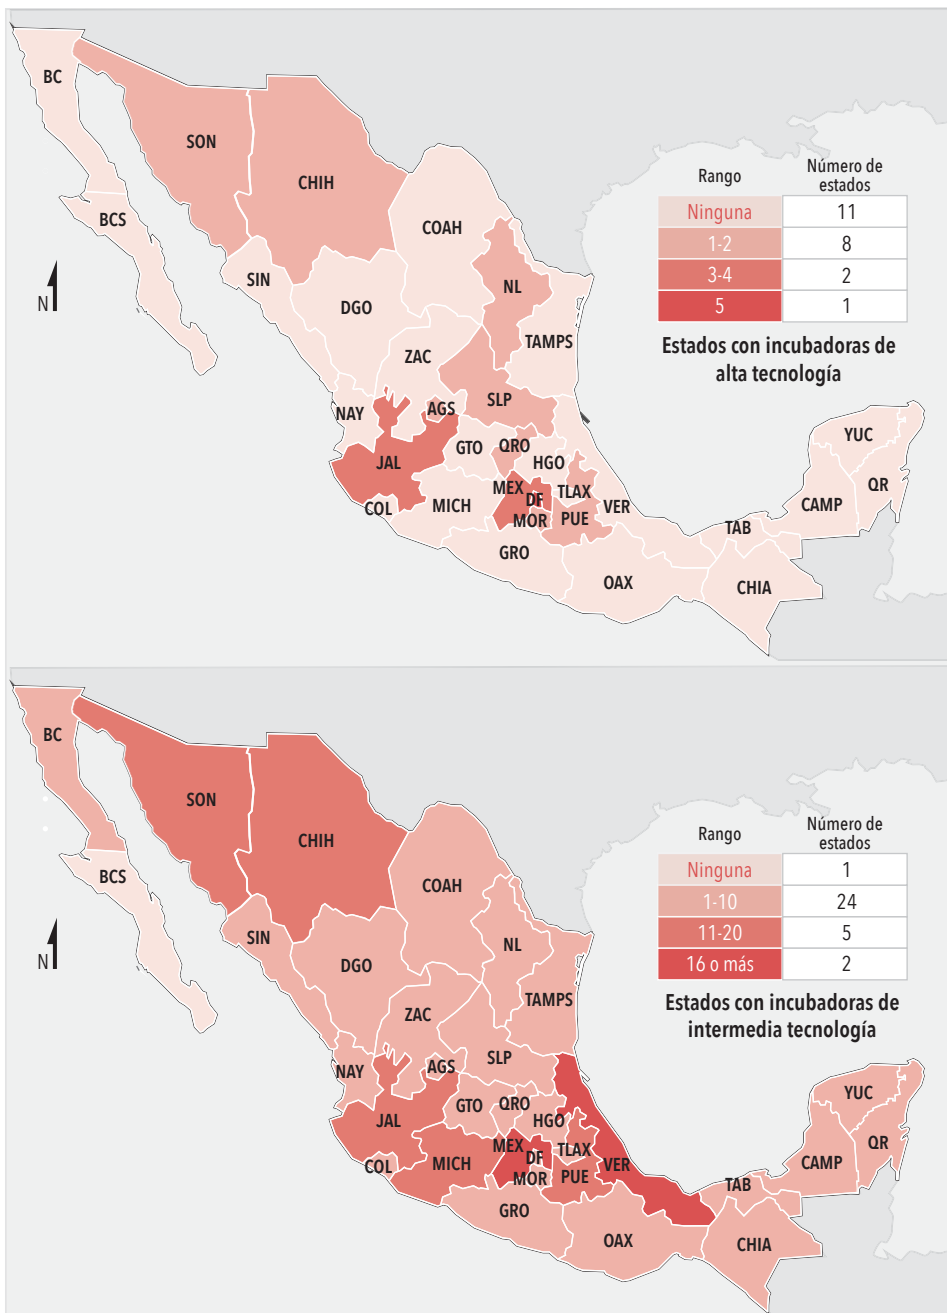 BC
SON
CHIH
COAH
BCS
SIN
NL
DGO
TAMPS
ZAC
SLP
NAY
AGS
GTO
QRO
HGO
JAL
MEX
DF
TLAX
COL
MICH
MOR
PUE
VER
GRO
OAX
TAB
CHIA
CAMP
YUC
QR
N
Rango Número de estados
Ninguna 11
1-2 8
3-4 2
5 1
Estados con incubadoras de
alta tecnología
BC
SON
CHIH
COAH
BCS
SIN
NL
DGO
TAMPS
ZAC
SLP
NAY
AGS
GTO
QRO
HGO
JAL
MEX
DF
TLAX
COL
MICH
MOR
PUE
VER
GRO
OAX
TAB
CHIA
CAMP
YUC
QR
N
Rango Número de estados
Ninguna 1
1-10 24
11-20 5
16 o más 2
Estados con incubadoras de
intermedia tecnología